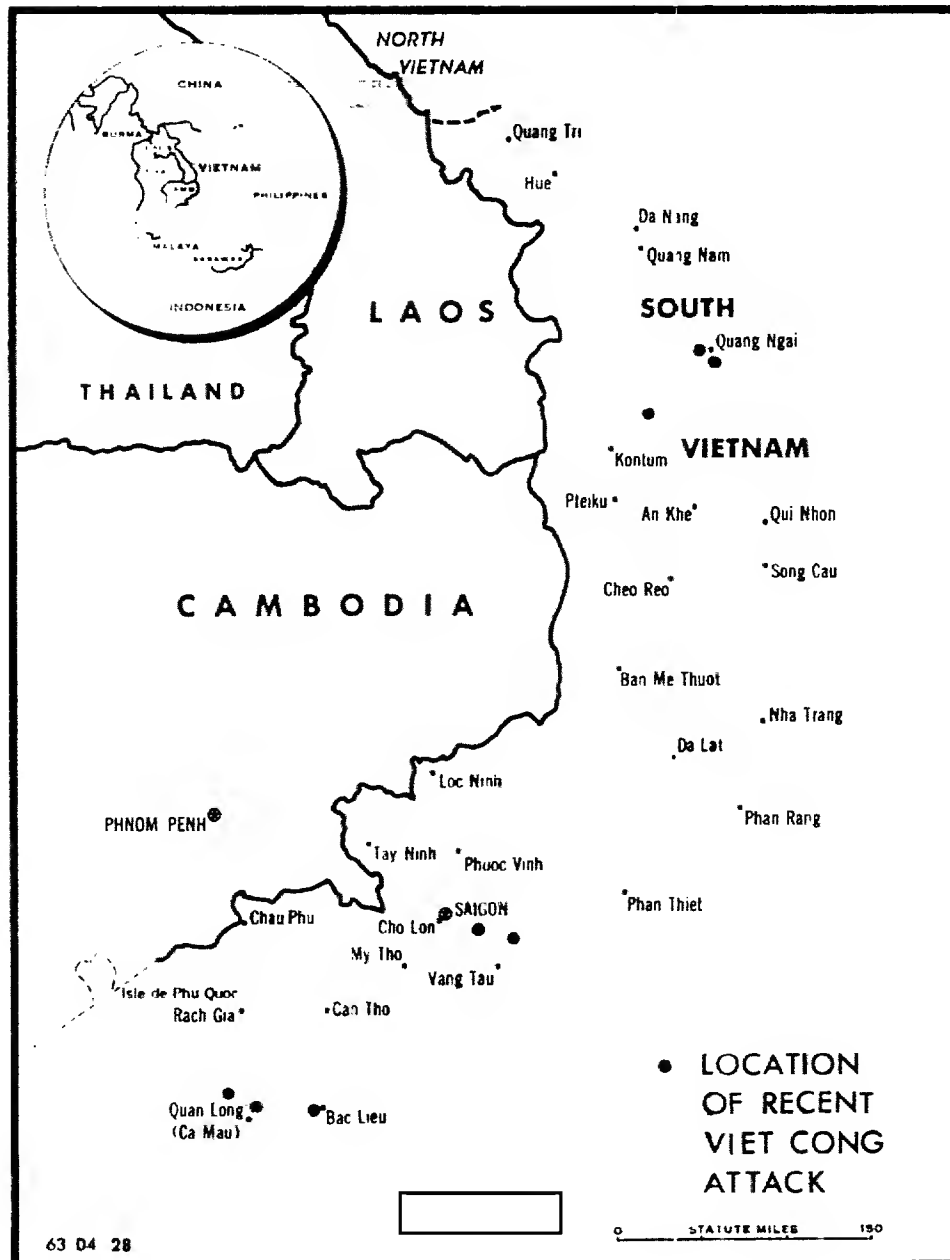 NORTH
VIETNAM
CHINA
BURMA
VIETNAM
PHILIPPINES
MALAYA
SARAWAK
INDONESIA
Quang Tri
Hue
Da Nang
Quang Nam
LAOS
SOUTH
Quang Ngai
THAILAND
VIETNAM
Kontum
Pleiku
An Khe
Qui Nhon
Song Cau
Cheo Reo
CAMBODIA
Ban Me Thuot
Nha Trang
Da Lat
Loc Ninh
PHNOM PENH
Phan Rang
Tay Ninh
Phuoc Vinh
Phan Thiet
SAIGON
Chau Phu
Cho Lon
My Tho
Vang Tau
Isle de Phu Quoc
Rach Gia
Can Tho
Quan Long
(Ca Mau)
Bac Lieu
LOCATION
OF RECENT
VIET CONG
ATTACK
0 STATUTE MILES 150
63 04 28